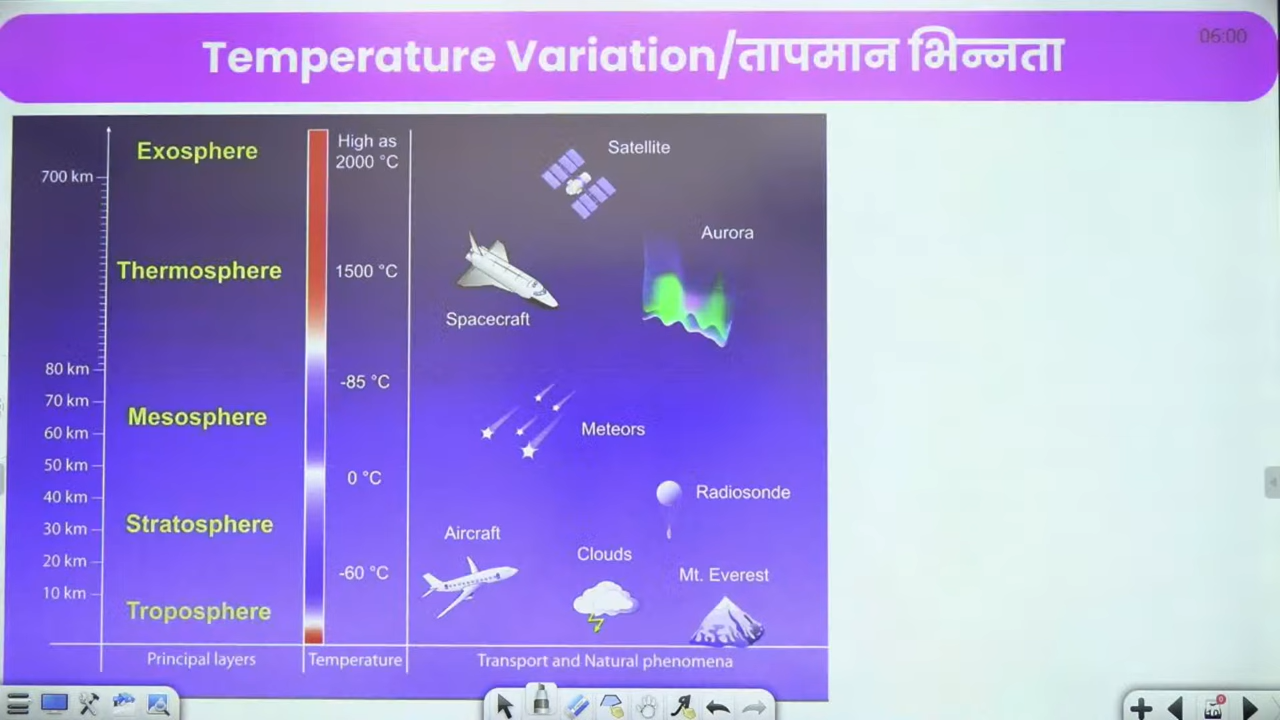 Temperature Variation/तापमान भिन्नता
06:00
Exosphere
High as
2000 °C
Satellite
700 km
Aurora
Thermosphere
1500 °C
Spacecraft
80 km
-85 °C
70 km
Mesosphere
Meteors
60 km
50 km
0 °C
40 km
Radiosonde
30 km
Stratosphere
Aircraft
20 km
Clouds
-60 °C
Mt. Everest
10 km
Troposphere
Principal layers
Temperature
Transport and Natural phenomena